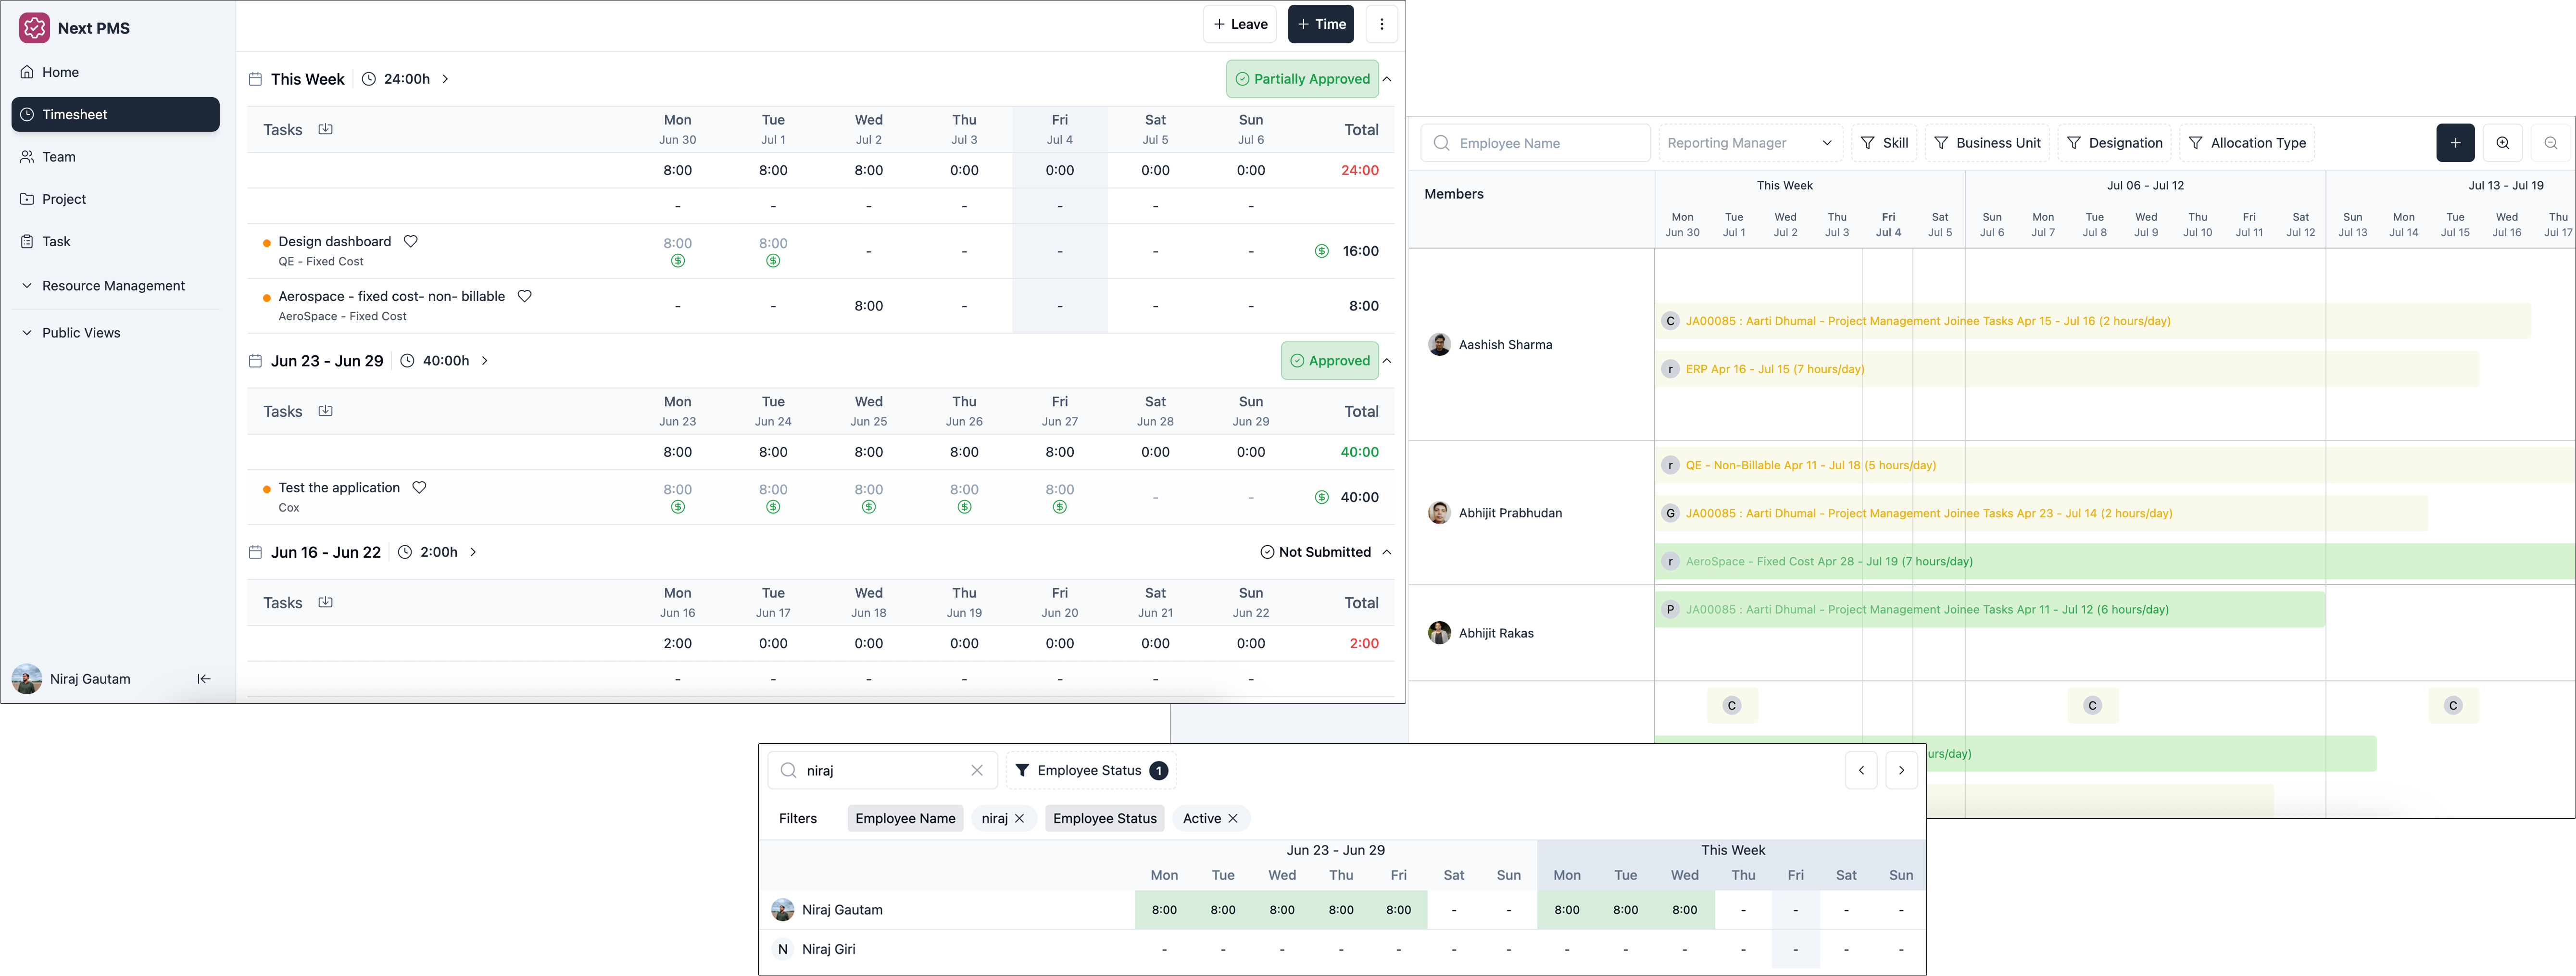 Next PMS
Home
Timesheet
Team
Project
Task
Resource Management
Public Views
Niraj Gautam
+ Leave
+ Time
This Week 24:00h
Partially Approved
Tasks Mon Tue Wed Thu Fri Sat Sun Total
Jun 30 Jul 1 Jul 2 Jul 3 Jul 4 Jul 5 Jul 6
8:00 8:00 8:00 0:00 0:00 0:00 0:00 24:00
- - - - - - -
Design dashboard 8:00 8:00 - - - - - 16:00
QE - Fixed Cost
Aerospace - fixed cost- non- billable - - 8:00 - - - - 8:00
AeroSpace - Fixed Cost
Jun 23 - Jun 29 40:00h
Approved
Tasks Mon Tue Wed Thu Fri Sat Sun Total
Jun 23 Jun 24 Jun 25 Jun 26 Jun 27 Jun 28 Jun 29
8:00 8:00 8:00 8:00 8:00 0:00 0:00 40:00
Test the application 8:00 8:00 8:00 8:00 8:00 - - 40:00
Cox
Jun 16 - Jun 22 2:00h
Not Submitted
Tasks Mon Tue Wed Thu Fri Sat Sun Total
Jun 16 Jun 17 Jun 18 Jun 19 Jun 20 Jun 21 Jun 22
2:00 0:00 0:00 0:00 0:00 0:00 0:00 2:00
- - - - - - -
Employee Name Reporting Manager Skill Business Unit Designation Allocation Type +
Members This Week Jul 06 - Jul 12 Jul 13 - Jul 19
Mon Tue Wed Thu Fri Sat Sun Mon Tue Wed Thu Fri Sat Sun Mon Tue Wed Thu
Jun 30 Jul 1 Jul 2 Jul 3 Jul 4 Jul 5 Jul 6 Jul 7 Jul 8 Jul 9 Jul 10 Jul 11 Jul 12 Jul 13 Jul 14 Jul 15 Jul 16 Jul 17
Aashish Sharma
C JA00085 : Aarti Dhumal - Project Management Joinee Tasks Apr 15 - Jul 16 (2 hours/day)
r ERP Apr 16 - Jul 15 (7 hours/day)
Abhijit Prabhudan
r QE - Non-Billable Apr 11 - Jul 18 (5 hours/day)
G JA00085 : Aarti Dhumal - Project Management Joinee Tasks Apr 23 - Jul 14 (2 hours/day)
r AeroSpace - Fixed Cost Apr 28 - Jul 19 (7 hours/day)
Abhijit Rakas
P JA00085 : Aarti Dhumal - Project Management Joinee Tasks Apr 11 - Jul 12 (6 hours/day)
C C C
urs/day)
niraj Employee Status 1
Filters Employee Name niraj Employee Status Active
Jun 23 - Jun 29 This Week
Mon Tue Wed Thu Fri Sat Sun Mon Tue Wed Thu Fri Sat Sun
Niraj Gautam 8:00 8:00 8:00 8:00 8:00 - - 8:00 8:00 8:00 - - - -
N Niraj Giri - - - - - - - - - - - - - -